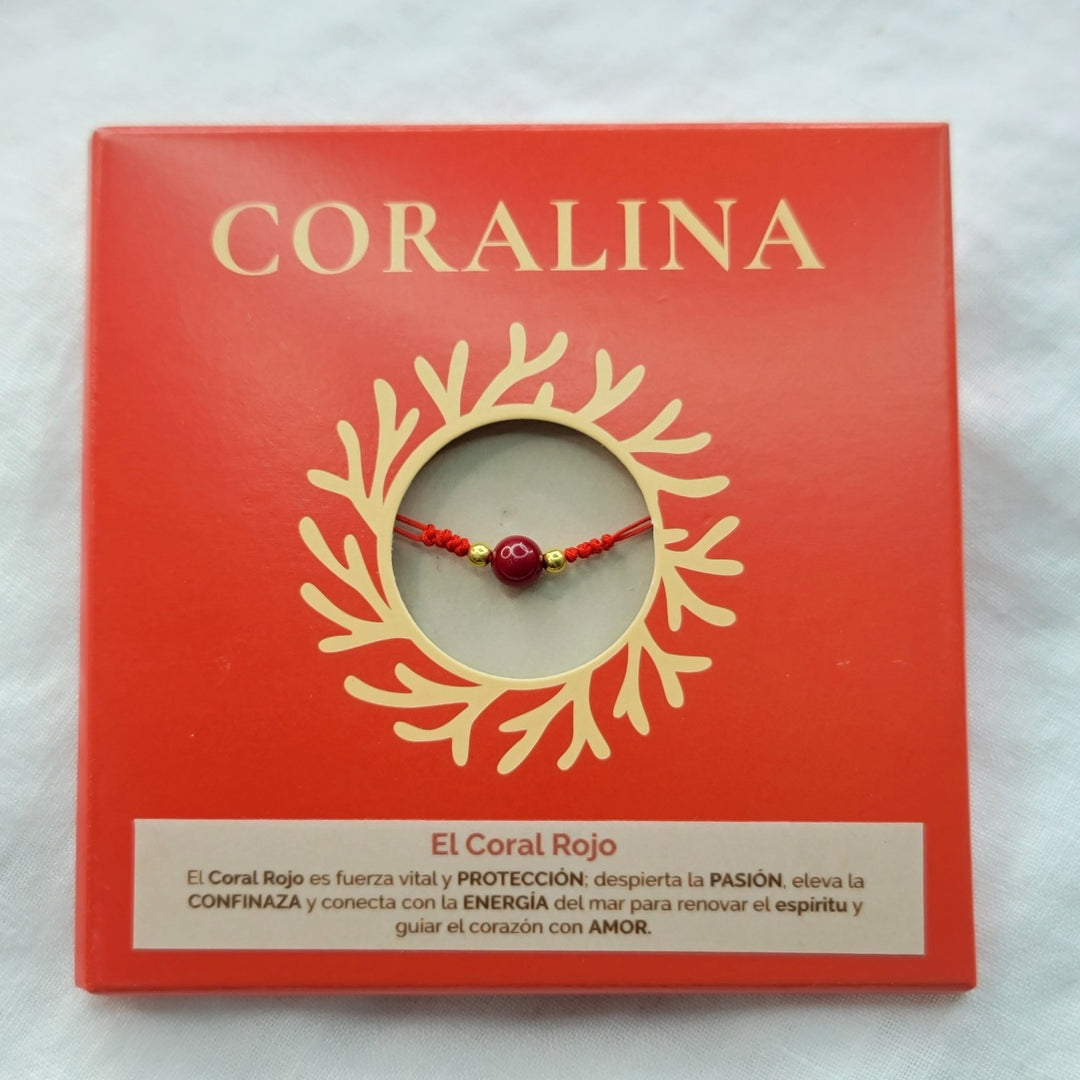 CORALINA
El Coral Rojo
El Coral Rojo es fuerza vital y PROTECCIÓN; despierta la PASIÓN, eleva la
CONFINAZA y conecta con la ENERGÍA del mar para renovar el espíritu y
guiar el corazón con AMOR.